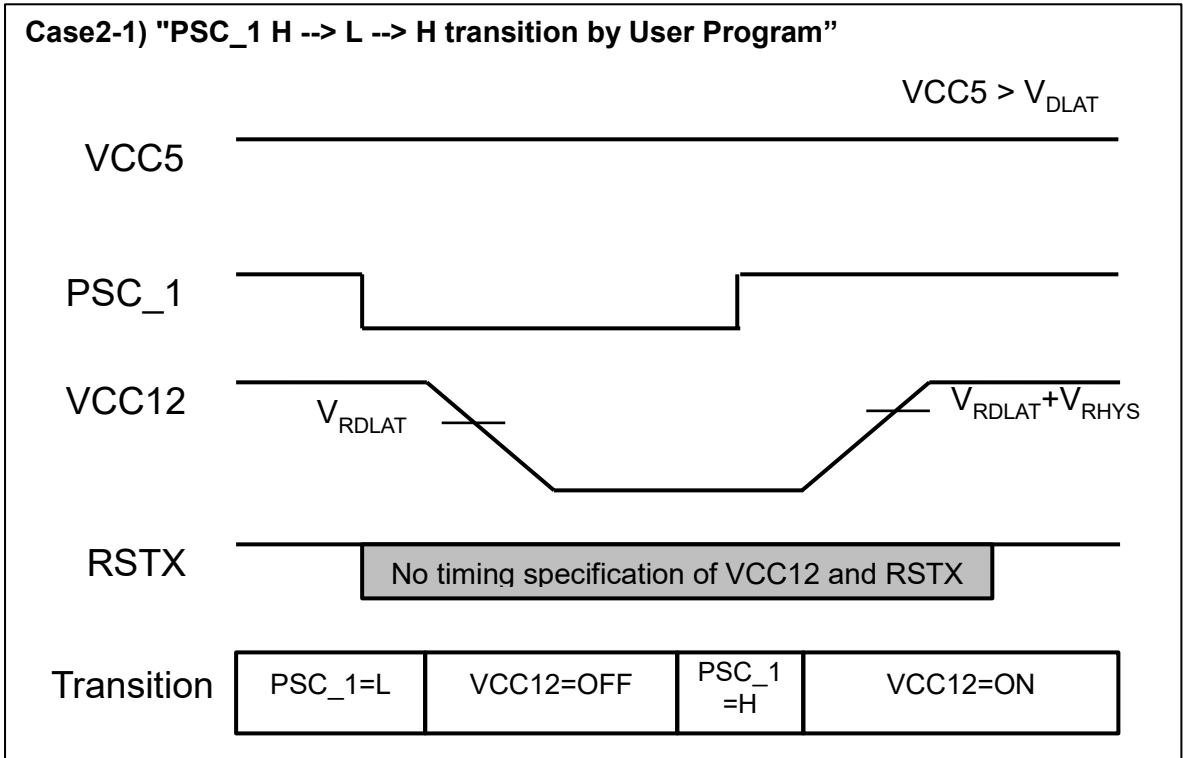 Case2-1) "PSC_1 H --> L --> H transition by User Program”
VCC5 > VDLAT
VCC5
PSC_1
VCC12
VRDLAT
VRDLAT+VRHYS
RSTX
No timing specification of VCC12 and RSTX
Transition
PSC_1=L
VCC12=OFF
PSC_1
=H
VCC12=ON